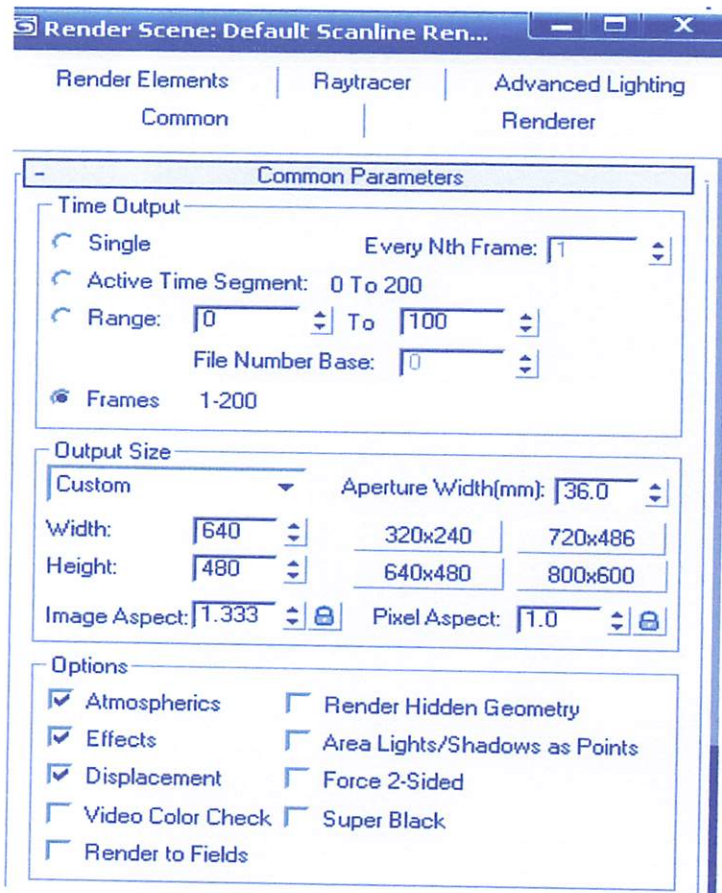 Render Scene: Default Scanline Ren...
Render Elements Raytracer Advanced Lighting
Common Renderer
- Common Parameters
Time Output
Single Every Nth Frame: 1
Active Time Segment: 0 To 200
Range: 0 To 100
File Number Base: 0
Frames 1-200
Output Size
Custom Aperture Width(mm): 36.0
Width: 640 320x240 720x486
Height: 480 640x480 800x600
Image Aspect: 1.333 Pixel Aspect: 1.0
Options
Atmospherics Render Hidden Geometry
Effects Area Lights/Shadows as Points
Displacement Force 2-Sided
Video Color Check Super Black
Render to Fields